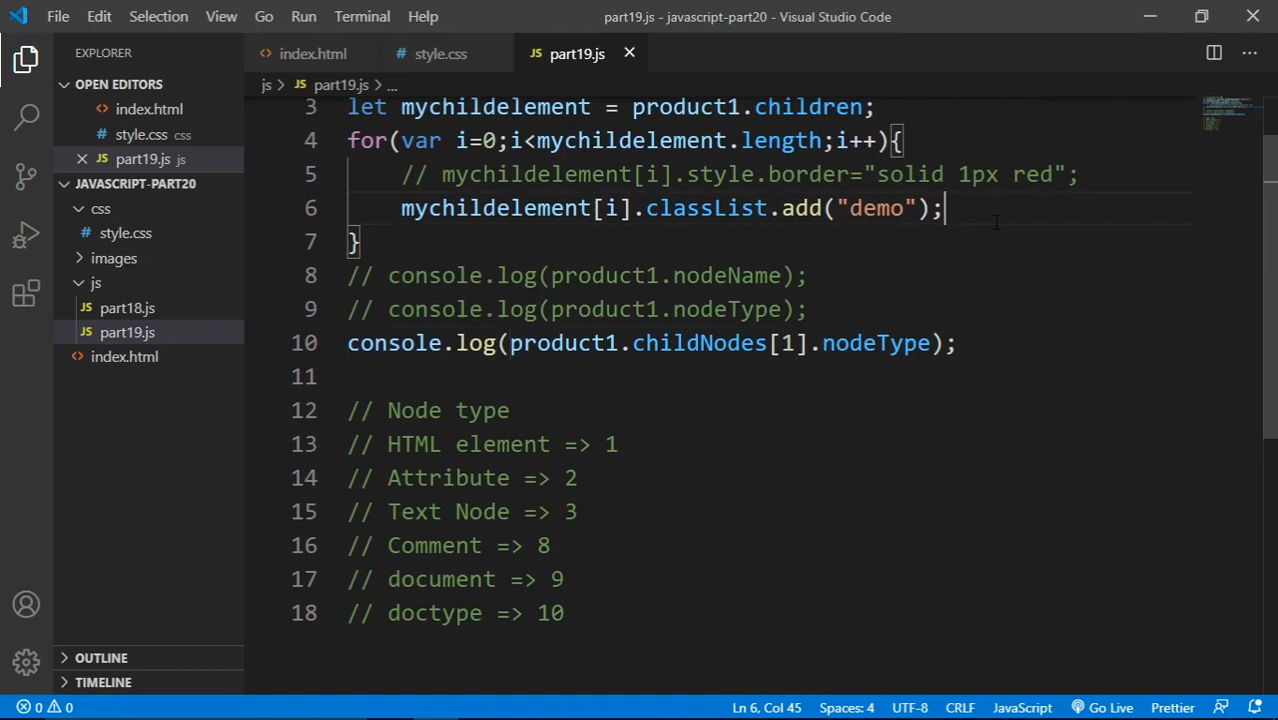 File Edit Selection View Go Run Terminal Help part19.js - javascript-part20 - Visual Studio Code
EXPLORER
OPEN EDITORS
index.html
style.css css
part19.js js
JAVASCRIPT-PART20
css
style.css
images
js
JS part18.js
JS part19.js
index.html
OUTLINE
TIMELINE
index.html # style.css JS part19.js
js > JS part19.js > ...
3 let mychildelement = product1.children;
4 for(var i=0;i<mychildelement.length;i++){
5 // mychildelement[i].style.border="solid 1px red";
6 mychildelement[i].classList.add("demo");
7 }
8 // console.log(product1.nodeName);
9 // console.log(product1.nodeType);
10 console.log(product1.childNodes[1].nodeType);
11
12 // Node type
13 // HTML element => 1
14 // Attribute => 2
15 // Text Node => 3
16 // Comment => 8
17 // document => 9
18 // doctype => 10
0 0 Ln 6, Col 45 Spaces: 4 UTF-8 CRLF JavaScript Go Live Prettier